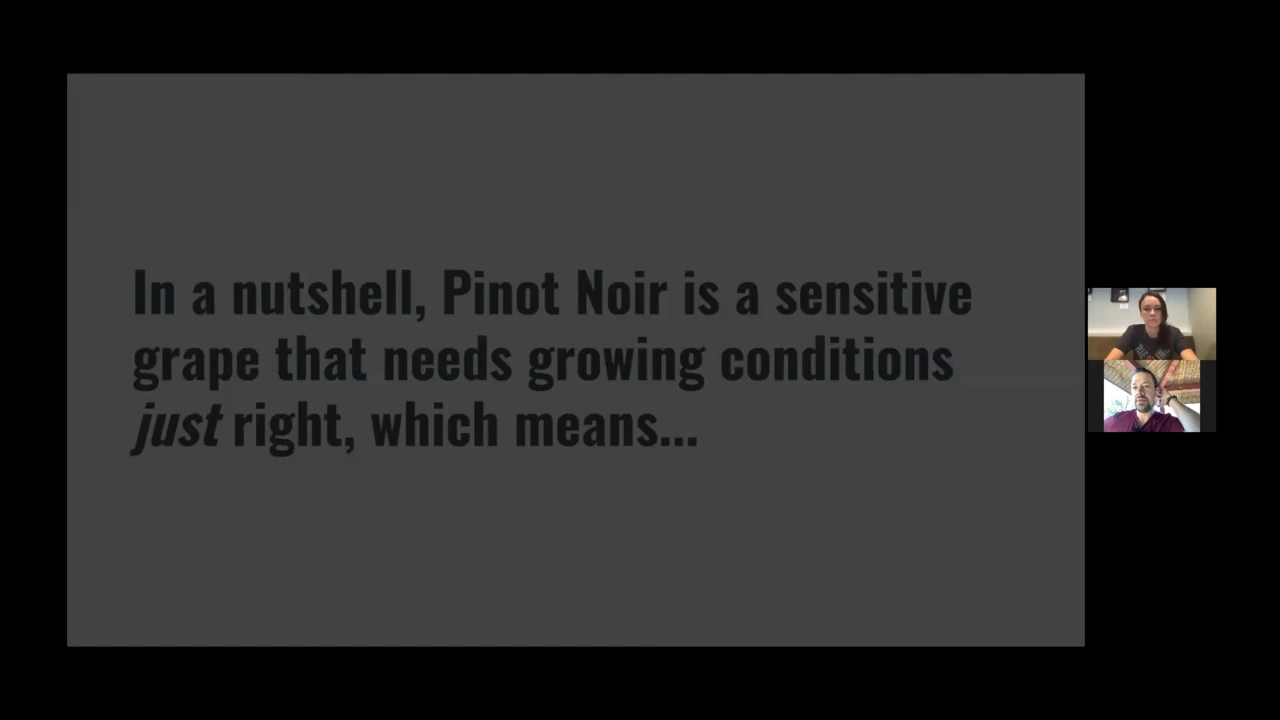 In a nutshell, Pinot Noir is a sensitive
grape that needs growing conditions
just right, which means...